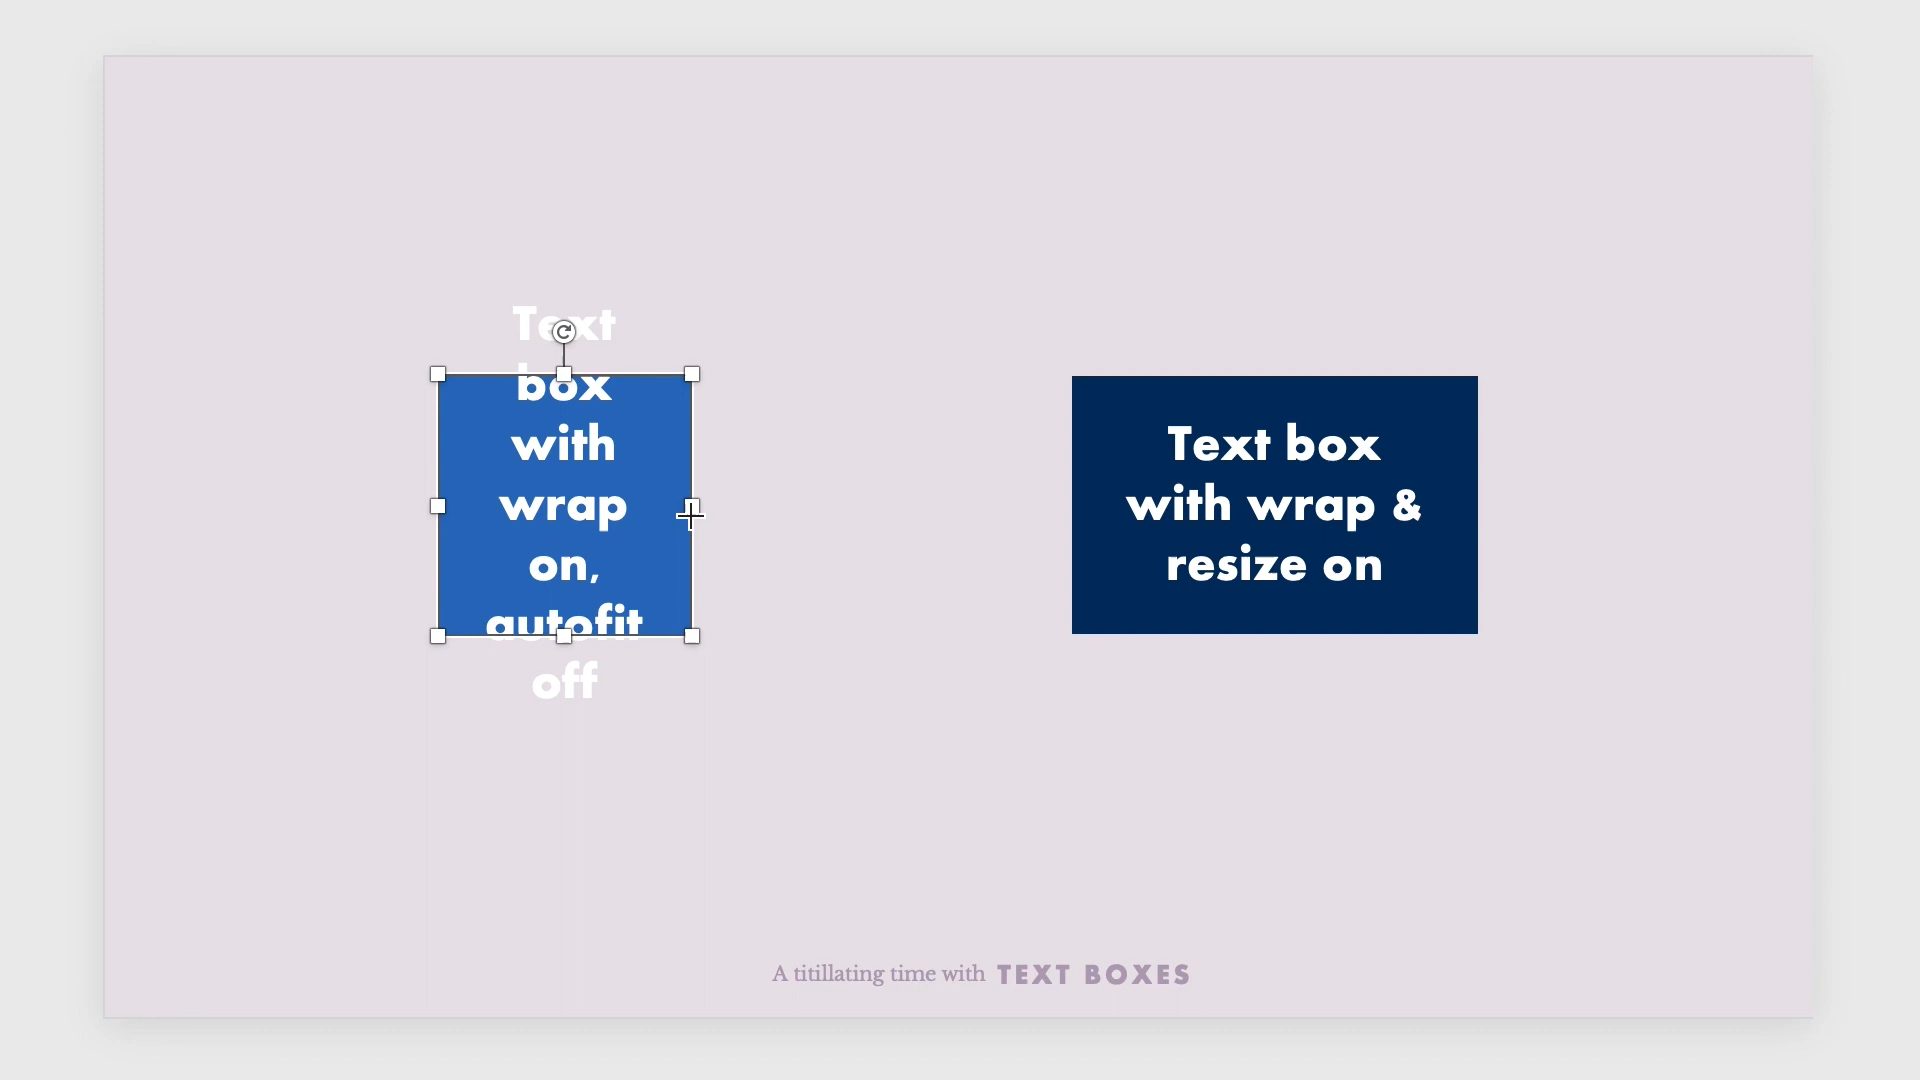 Text
box
with
wrap
on,
autofit
off
Text box
with wrap &
resize on
A titillating time with TEXT BOXES